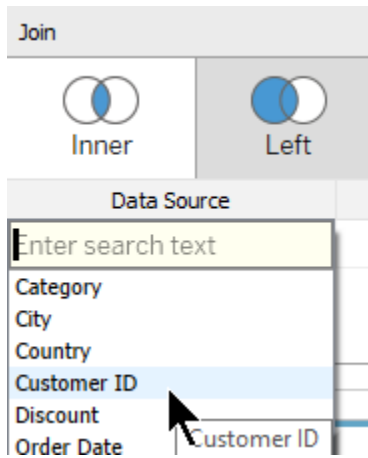 Join
Inner Left
Data Source
Enter search text
Category
City
Country
Customer ID
Discount
Order Date Customer ID